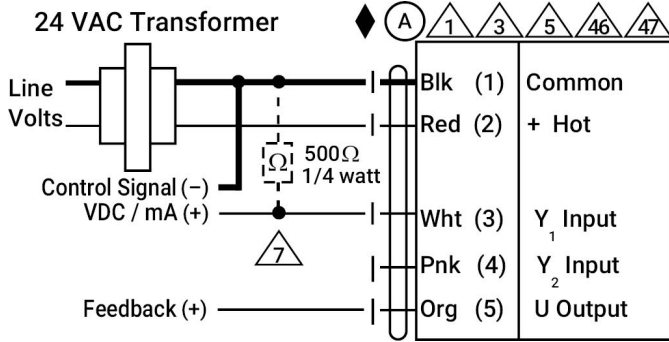 24 VAC Transformer
A 1 3 5 46 47
Line
Volts
Blk (1) Common
Red (2) + Hot
Ω 500Ω
1/4 watt
Control Signal (−)
VDC / mA (+)
Wht (3) Y1 Input
7
Pnk (4) Y2 Input
Feedback (+)
Org (5) U Output